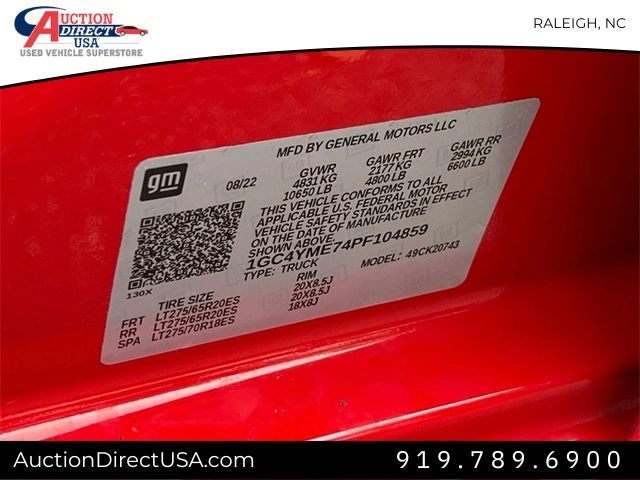 AUCTION
DIRECT
USA
USED VEHICLE SUPERSTORE
RALEIGH, NC
MFD BY GENERAL MOTORS LLC
gm
08/22
GVWR GAWR FRT GAWR RR
4831 KG 2177 KG 2994 KG
10650 LB 4800 LB 6600 LB
THIS VEHICLE CONFORMS TO ALL
APPLICABLE U.S. FEDERAL MOTOR
VEHICLE SAFETY STANDARDS IN EFFECT
ON THE DATE OF MANUFACTURE
SHOWN ABOVE.
1GC4YME74PF104859
TYPE: TRUCK MODEL: 49CK20743
130X
TIRE SIZE RIM
FRT LT275/65R20ES 20X8.5J
RR LT275/65R20ES 20X8.5J
SPA LT275/70R18ES 18X8J
AuctionDirectUSA.com
919.789.6900